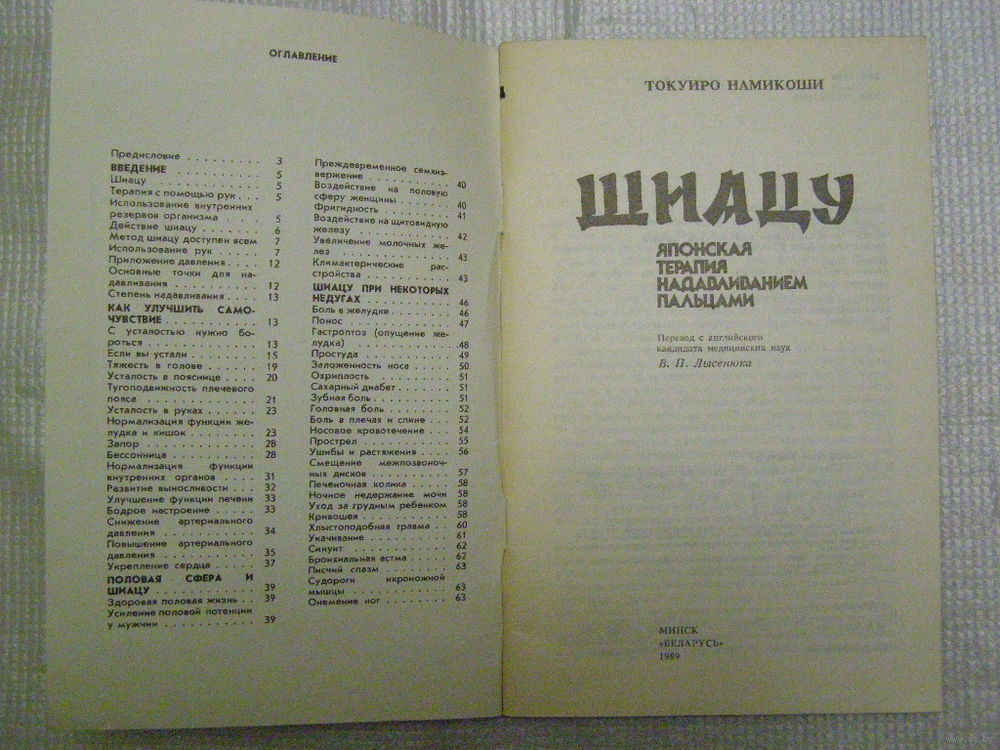 ОГЛАВЛЕНИЕ
Предисловие . . . . . . . . . 3
ВВЕДЕНИЕ . . . . . . . . . . 5
Шиацу . . . . . . . . . . . 5
Терапия с помощью рук . . . 5
Использование внутренних
резервов организма . . . . 5
Действие шиацу . . . . . . 6
Метод шиацу доступен всем 7
Использование рук . . . . . 7
Приложение давления . . . . 12
Основные точки для на-
давливания . . . . . . . . 12
Степень надавливания . . . . 13
КАК УЛУЧШИТЬ САМО-
ЧУВСТВИЕ . . . . . . . . . . 13
С усталостью нужно бо-
роться . . . . . . . . . . 13
Если вы устали . . . . . . 15
Тяжесть в голове . . . . . 19
Усталость в пояснице . . . 20
Тугоподвижность плечевого
пояса . . . . . . . . . . . 21
Усталость в руках . . . . . 23
Нормализация функции же-
лудка и кишок . . . . . . . 23
Запор . . . . . . . . . . . 28
Бессонница . . . . . . . . 28
Нормализация функции
внутренних органов . . . . 31
Развитие выносливости . . . 32
Улучшение функции печени 33
Бодрое настроение . . . . . 33
Снижение артериального
давления . . . . . . . . . 34
Повышение артериального
давления . . . . . . . . . 35
Укрепление сердца . . . . . 37
ПОЛОВАЯ СФЕРА И
ШИАЦУ . . . . . . . . . . . 39
Здоровая половая жизнь . . 39
Усиление половой потенции
у мужчин . . . . . . . . . 39
Преждевременное семяиз-
вержение . . . . . . . . . 40
Воздействие на половую
сферу женщины . . . . . . . 40
Фригидность . . . . . . . . 41
Воздействие на щитовидную
железу . . . . . . . . . . 42
Увеличение молочных же-
лез . . . . . . . . . . . . 43
Климактерические рас-
стройства . . . . . . . . . 43
ШИАЦУ ПРИ НЕКОТОРЫХ
НЕДУГАХ . . . . . . . . . . 46
Боль в желудке . . . . . . 46
Понос . . . . . . . . . . . 47
Гастроптоз (опущение же-
лудка) . . . . . . . . . . 48
Простуда . . . . . . . . . 49
Заложенность носа . . . . . 50
Охриплость . . . . . . . . 51
Сахарный диабет . . . . . . 51
Зубная боль . . . . . . . . 51
Головная боль . . . . . . . 52
Боль в плечах и спине . . . 52
Носовое кровотечение . . . 54
Прострел . . . . . . . . . 55
Ушибы и растяжения . . . . 56
Смещение межпозвоноч-
ных дисков . . . . . . . . 57
Печеночная колика . . . . . 58
Ночное недержание мочи 58
Уход за грудным ребенком 58
Кривошея . . . . . . . . . 58
Хлыстоподобная травма . . 60
Укачивание . . . . . . . . 61
Синуит . . . . . . . . . . 62
Бронхиальная астма . . . . 62
Писчий спазм . . . . . . . 63
Судороги икроножной
мышцы . . . . . . . . . . . 63
Онемение ног . . . . . . . 63
ТОКУИРО НАМИКОШИ
ШИАЦУ
ЯПОНСКАЯ
ТЕРАПИЯ
НАДАВЛИВАНИЕМ
ПАЛЬЦАМИ
Перевод с английского
кандидата медицинских наук
В. П. Лысенюка
МИНСК
«БЕЛАРУСЬ»
1989
www.ay.by